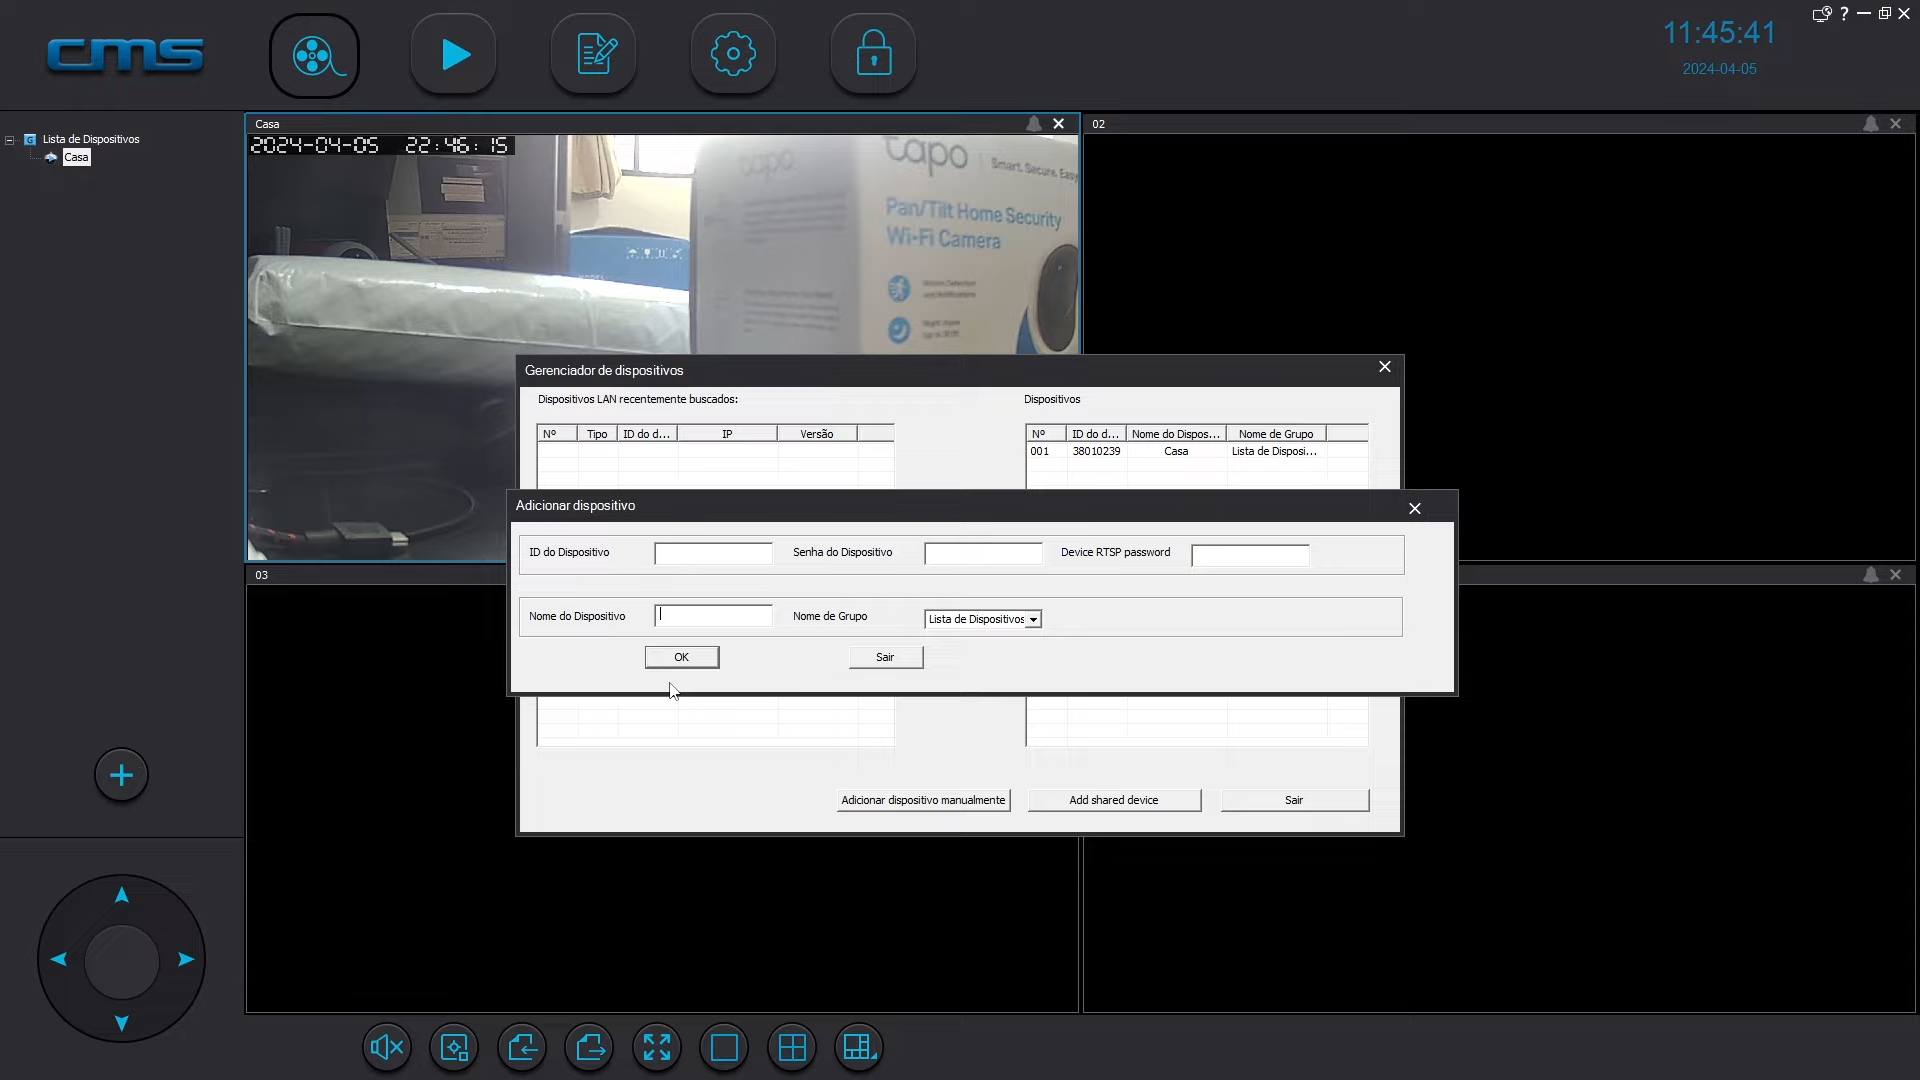 cms
11:45:41
2024-04-05
Lista de Dispositivos
Casa
Casa
02
2024-04-05 22:46:15
tapo
tapo
Smart. Secure. Easy
Pan/Tilt Home Security
Wi-Fi Camera
Gerenciador de dispositivos
Dispositivos LAN recentemente buscados:
Dispositivos
Nº Tipo ID do d... IP Versão
Nº ID do d... Nome do Dispos... Nome de Grupo
001 38010239 Casa Lista de Disposi...
Adicionar dispositivo
ID do Dispositivo Senha do Dispositivo Device RTSP password
03
Nome do Dispositivo Nome de Grupo Lista de Dispositivos
OK Sair
Adicionar dispositivo manualmente Add shared device Sair